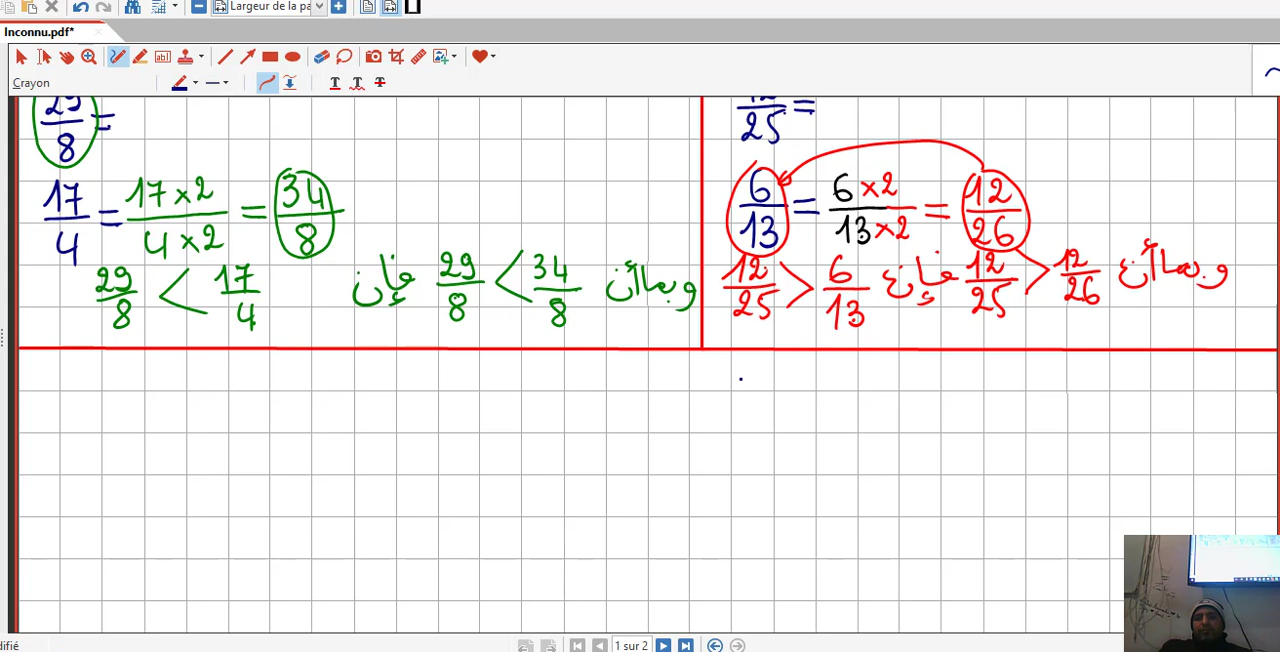 Largeur de la pa
Inconnu.pdf*
Crayon
29/8 =
17/4 = 17 × 2 / 4 × 2 = 34/8
29/8 < 17/4 فإن 29/8 < 34/8 وبما أن
12/25 =
6/13 = 6 × 2 / 13 × 2 = 12/26
12/25 > 6/13 فإن 12/25 > 12/26 وبما أن
difié
1 sur 2